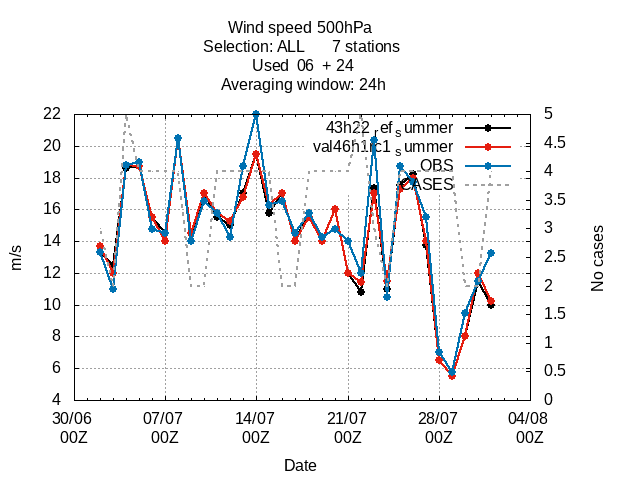 Wind speed 500hPa
Selection: ALL 7 stations
Used 06 + 24
Averaging window: 24h
43h22_ref_summer
val46h1rc1_summer
OBS
CASES
22
20
18
16
14
12
10
8
6
4
5
4.5
4
3.5
3
2.5
2
1.5
1
0.5
0
m/s
No cases
30/06 07/07 14/07 21/07 28/07 04/08
00Z 00Z 00Z 00Z 00Z 00Z
Date